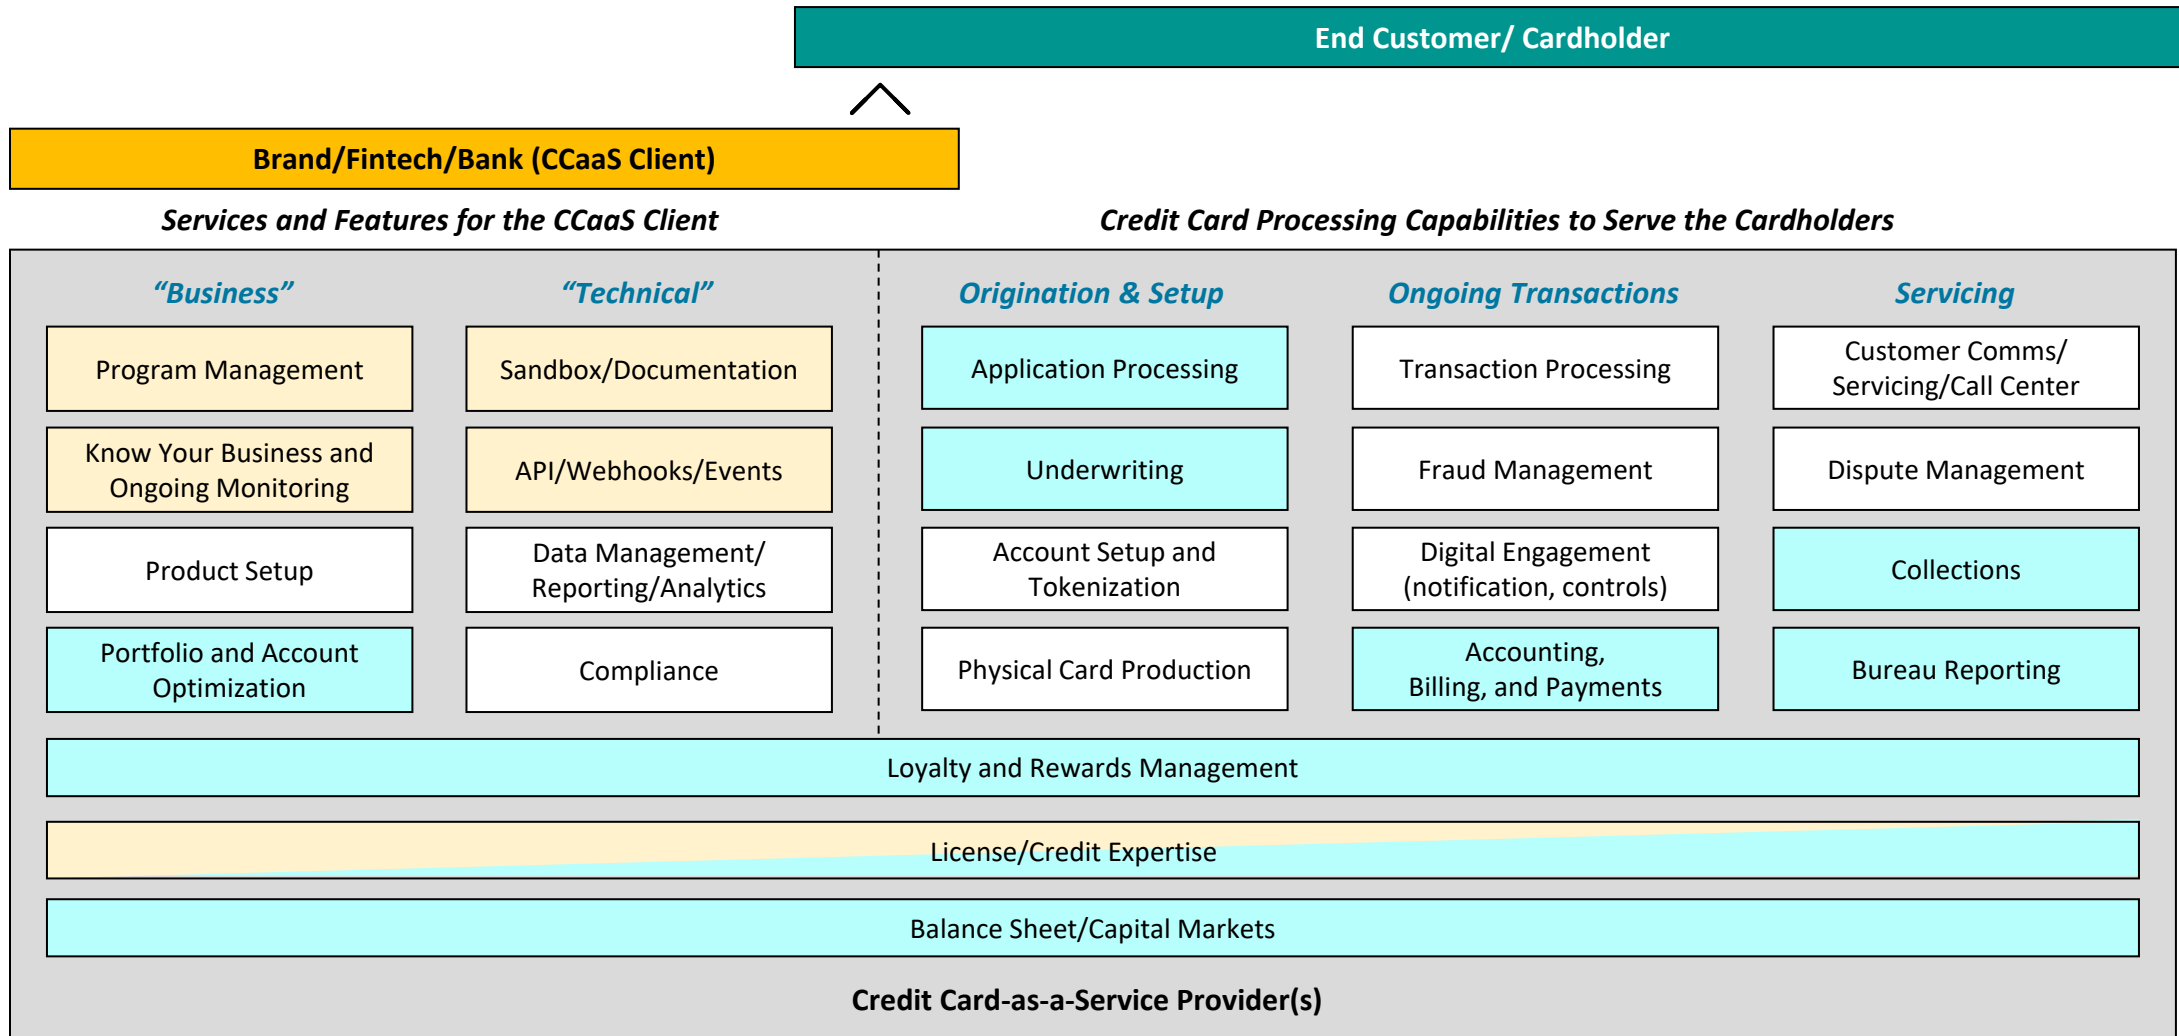 End Customer/ Cardholder
Brand/Fintech/Bank (CCaaS Client)
Services and Features for the CCaaS Client
Credit Card Processing Capabilities to Serve the Cardholders
“Business”
“Technical”
Origination & Setup
Ongoing Transactions
Servicing
Program Management
Sandbox/Documentation
Application Processing
Transaction Processing
Customer Comms/
Servicing/Call Center
Know Your Business and
Ongoing Monitoring
API/Webhooks/Events
Underwriting
Fraud Management
Dispute Management
Product Setup
Data Management/
Reporting/Analytics
Account Setup and
Tokenization
Digital Engagement
(notification, controls)
Collections
Portfolio and Account
Optimization
Compliance
Physical Card Production
Accounting,
Billing, and Payments
Bureau Reporting
Loyalty and Rewards Management
License/Credit Expertise
Balance Sheet/Capital Markets
Credit Card-as-a-Service Provider(s)